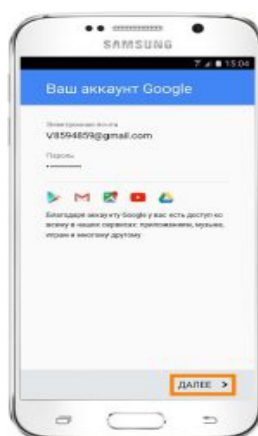 SAMSUNG
15:04
Ваш аккаунт Google
Электронная почта
V8594859@gmail.com
Пароль
Благодаря аккаунту Google у вас есть доступ ко
всему в наших сервисах: приложениям, музыке,
играм и многому другому
ДАЛЕЕ >